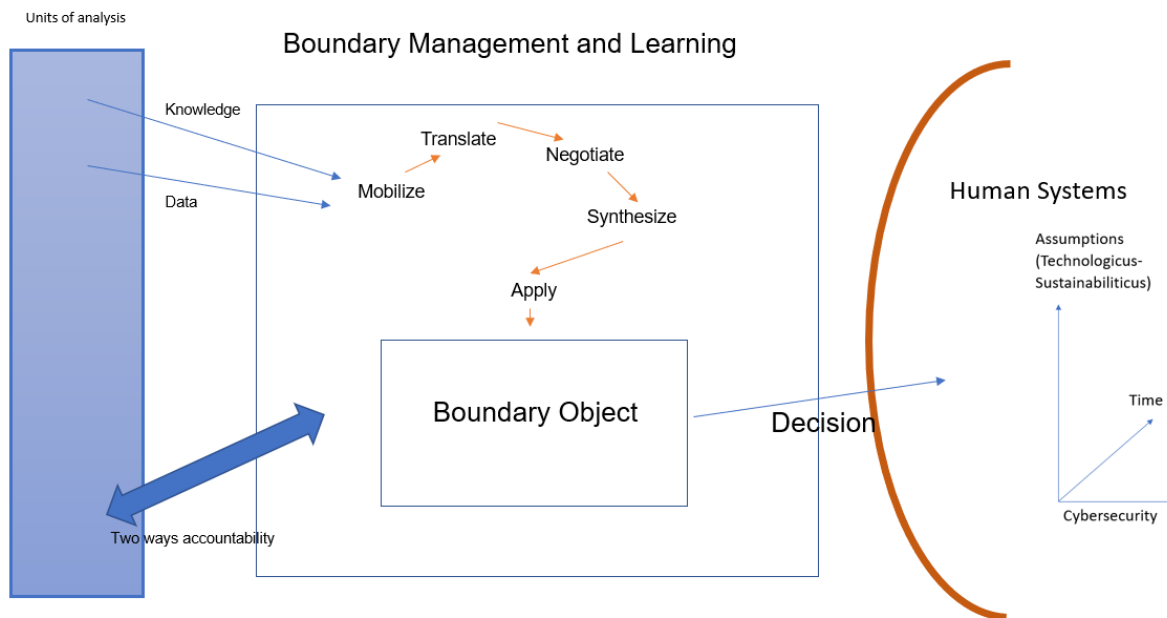 Units of analysis
Boundary Management and Learning
Knowledge
Translate
Negotiate
Mobilize
Data
Synthesize
Human Systems
Assumptions
(Technologicus-
Sustainabiliticus)
Apply
Boundary Object
Decision
Time
Cybersecurity
Two ways accountability